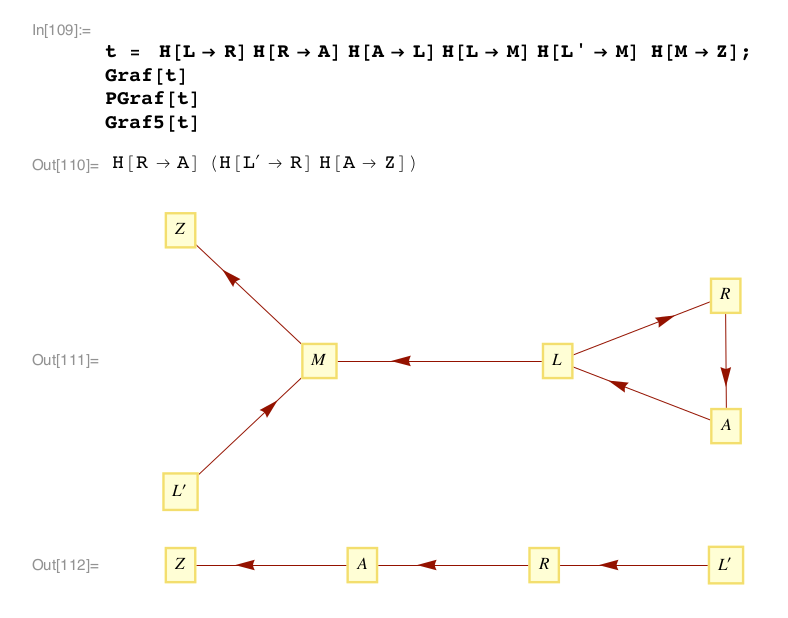 In[109]:=
t = H[L → R] H[R → A] H[A → L] H[L → M] H[L' → M] H[M → Z];
Graf[t]
PGraf[t]
Graf5[t]
Out[110]= H[R → A] (H[L′ → R] H[A → Z])
Z
R
Out[111]= M L
A
L′
Out[112]= Z A R L′